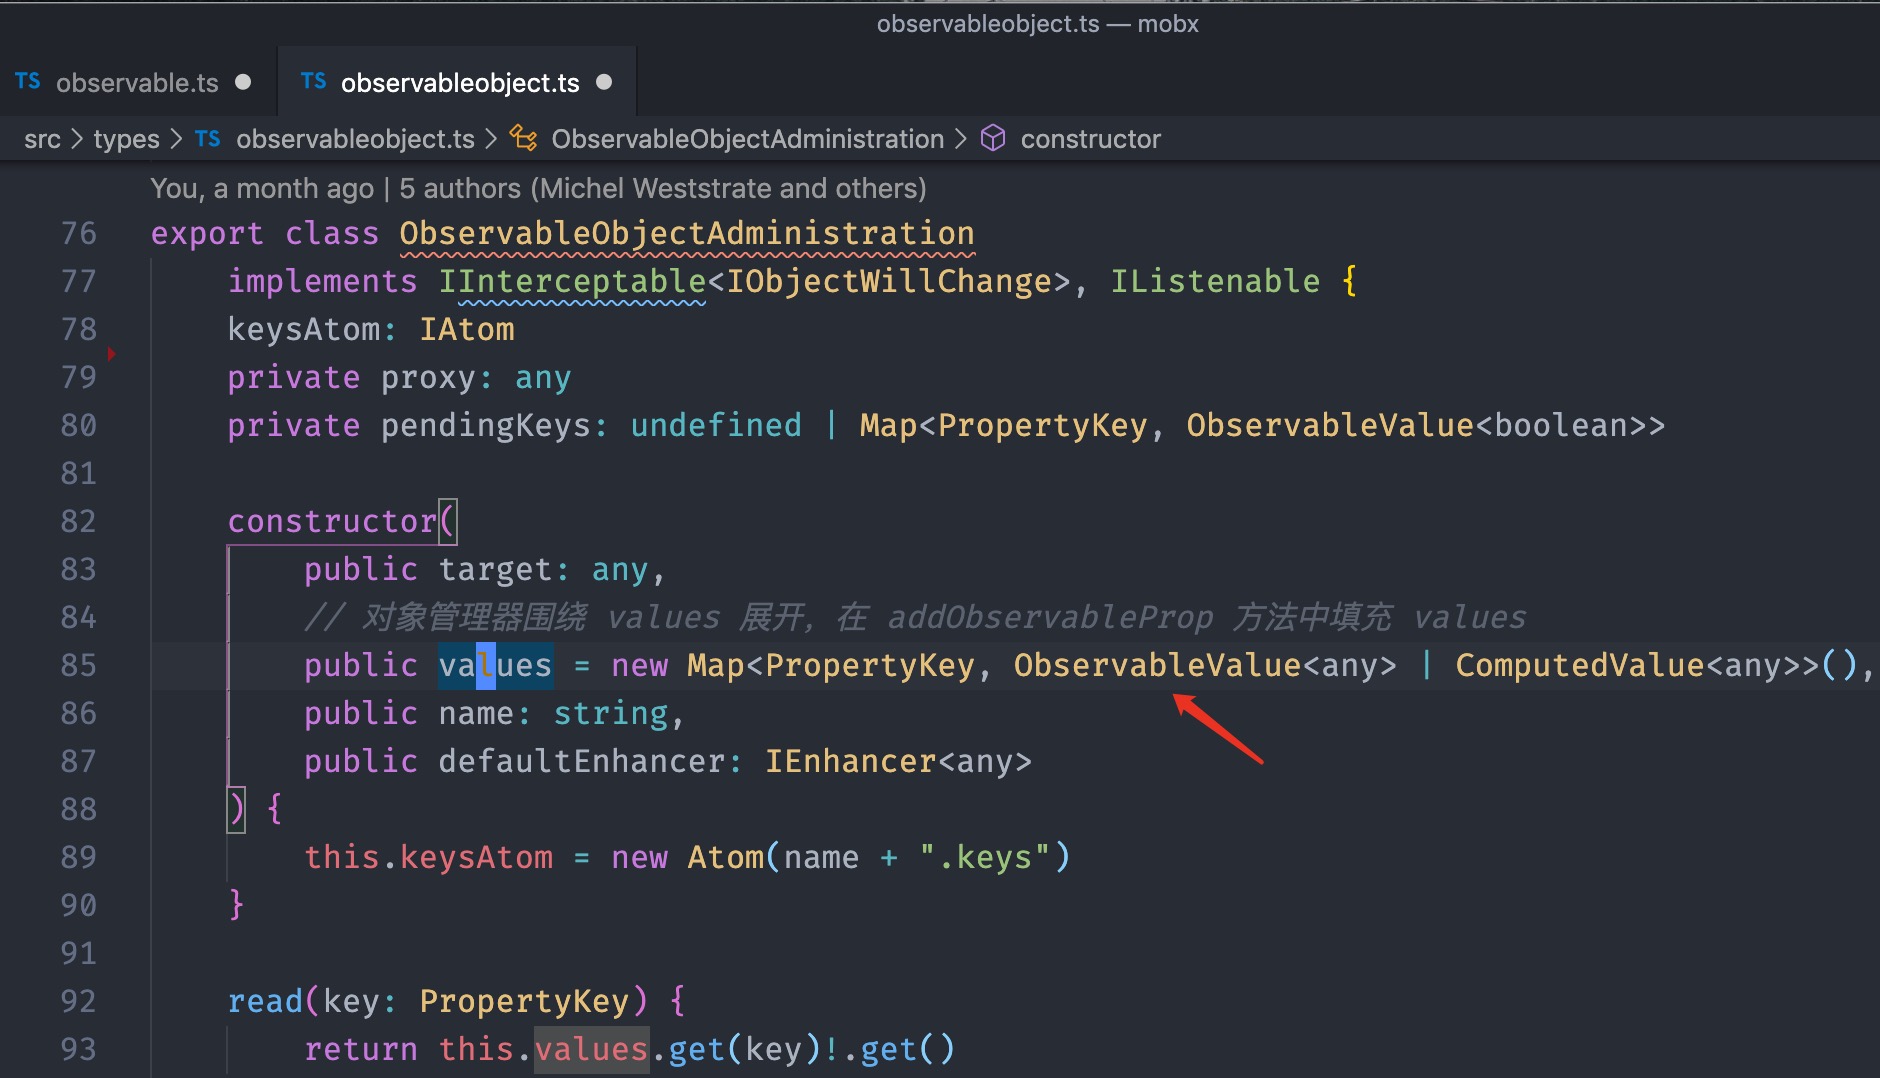 observableobject.ts — mobx
TS observable.ts TS observableobject.ts
src > types > TS observableobject.ts > ObservableObjectAdministration > constructor
You, a month ago | 5 authors (Michel Weststrate and others)
76 export class ObservableObjectAdministration
77 implements IInterceptable<IObjectWillChange>, IListenable {
78 keysAtom: IAtom
79 private proxy: any
80 private pendingKeys: undefined | Map<PropertyKey, ObservableValue<boolean>>
81
82 constructor(
83 public target: any,
84 // 对象管理器围绕 values 展开，在 addObservableProp 方法中填充 values
85 public values = new Map<PropertyKey, ObservableValue<any> | ComputedValue<any>>(),
86 public name: string,
87 public defaultEnhancer: IEnhancer<any>
88 ) {
89 this.keysAtom = new Atom(name + ".keys")
90 }
91
92 read(key: PropertyKey) {
93 return this.values.get(key)!.get()